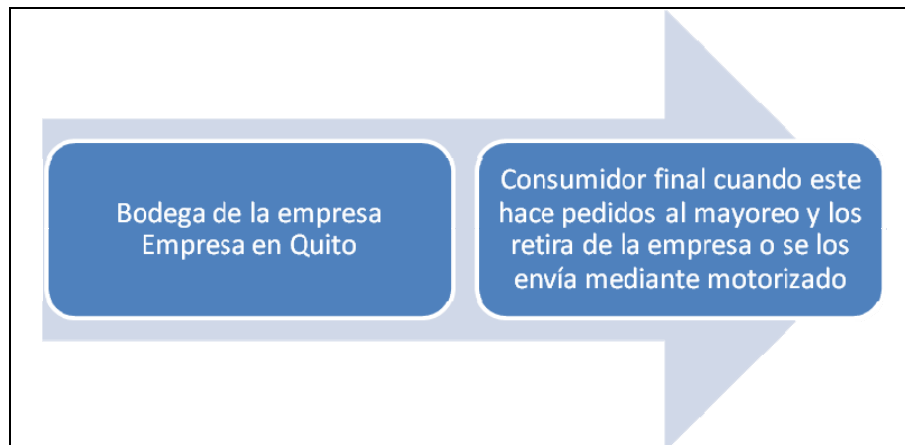 Bodega de la empresa
Empresa en Quito
Consumidor final cuando este
hace pedidos al mayoreo y los
retira de la empresa o se los
envía mediante motorizado